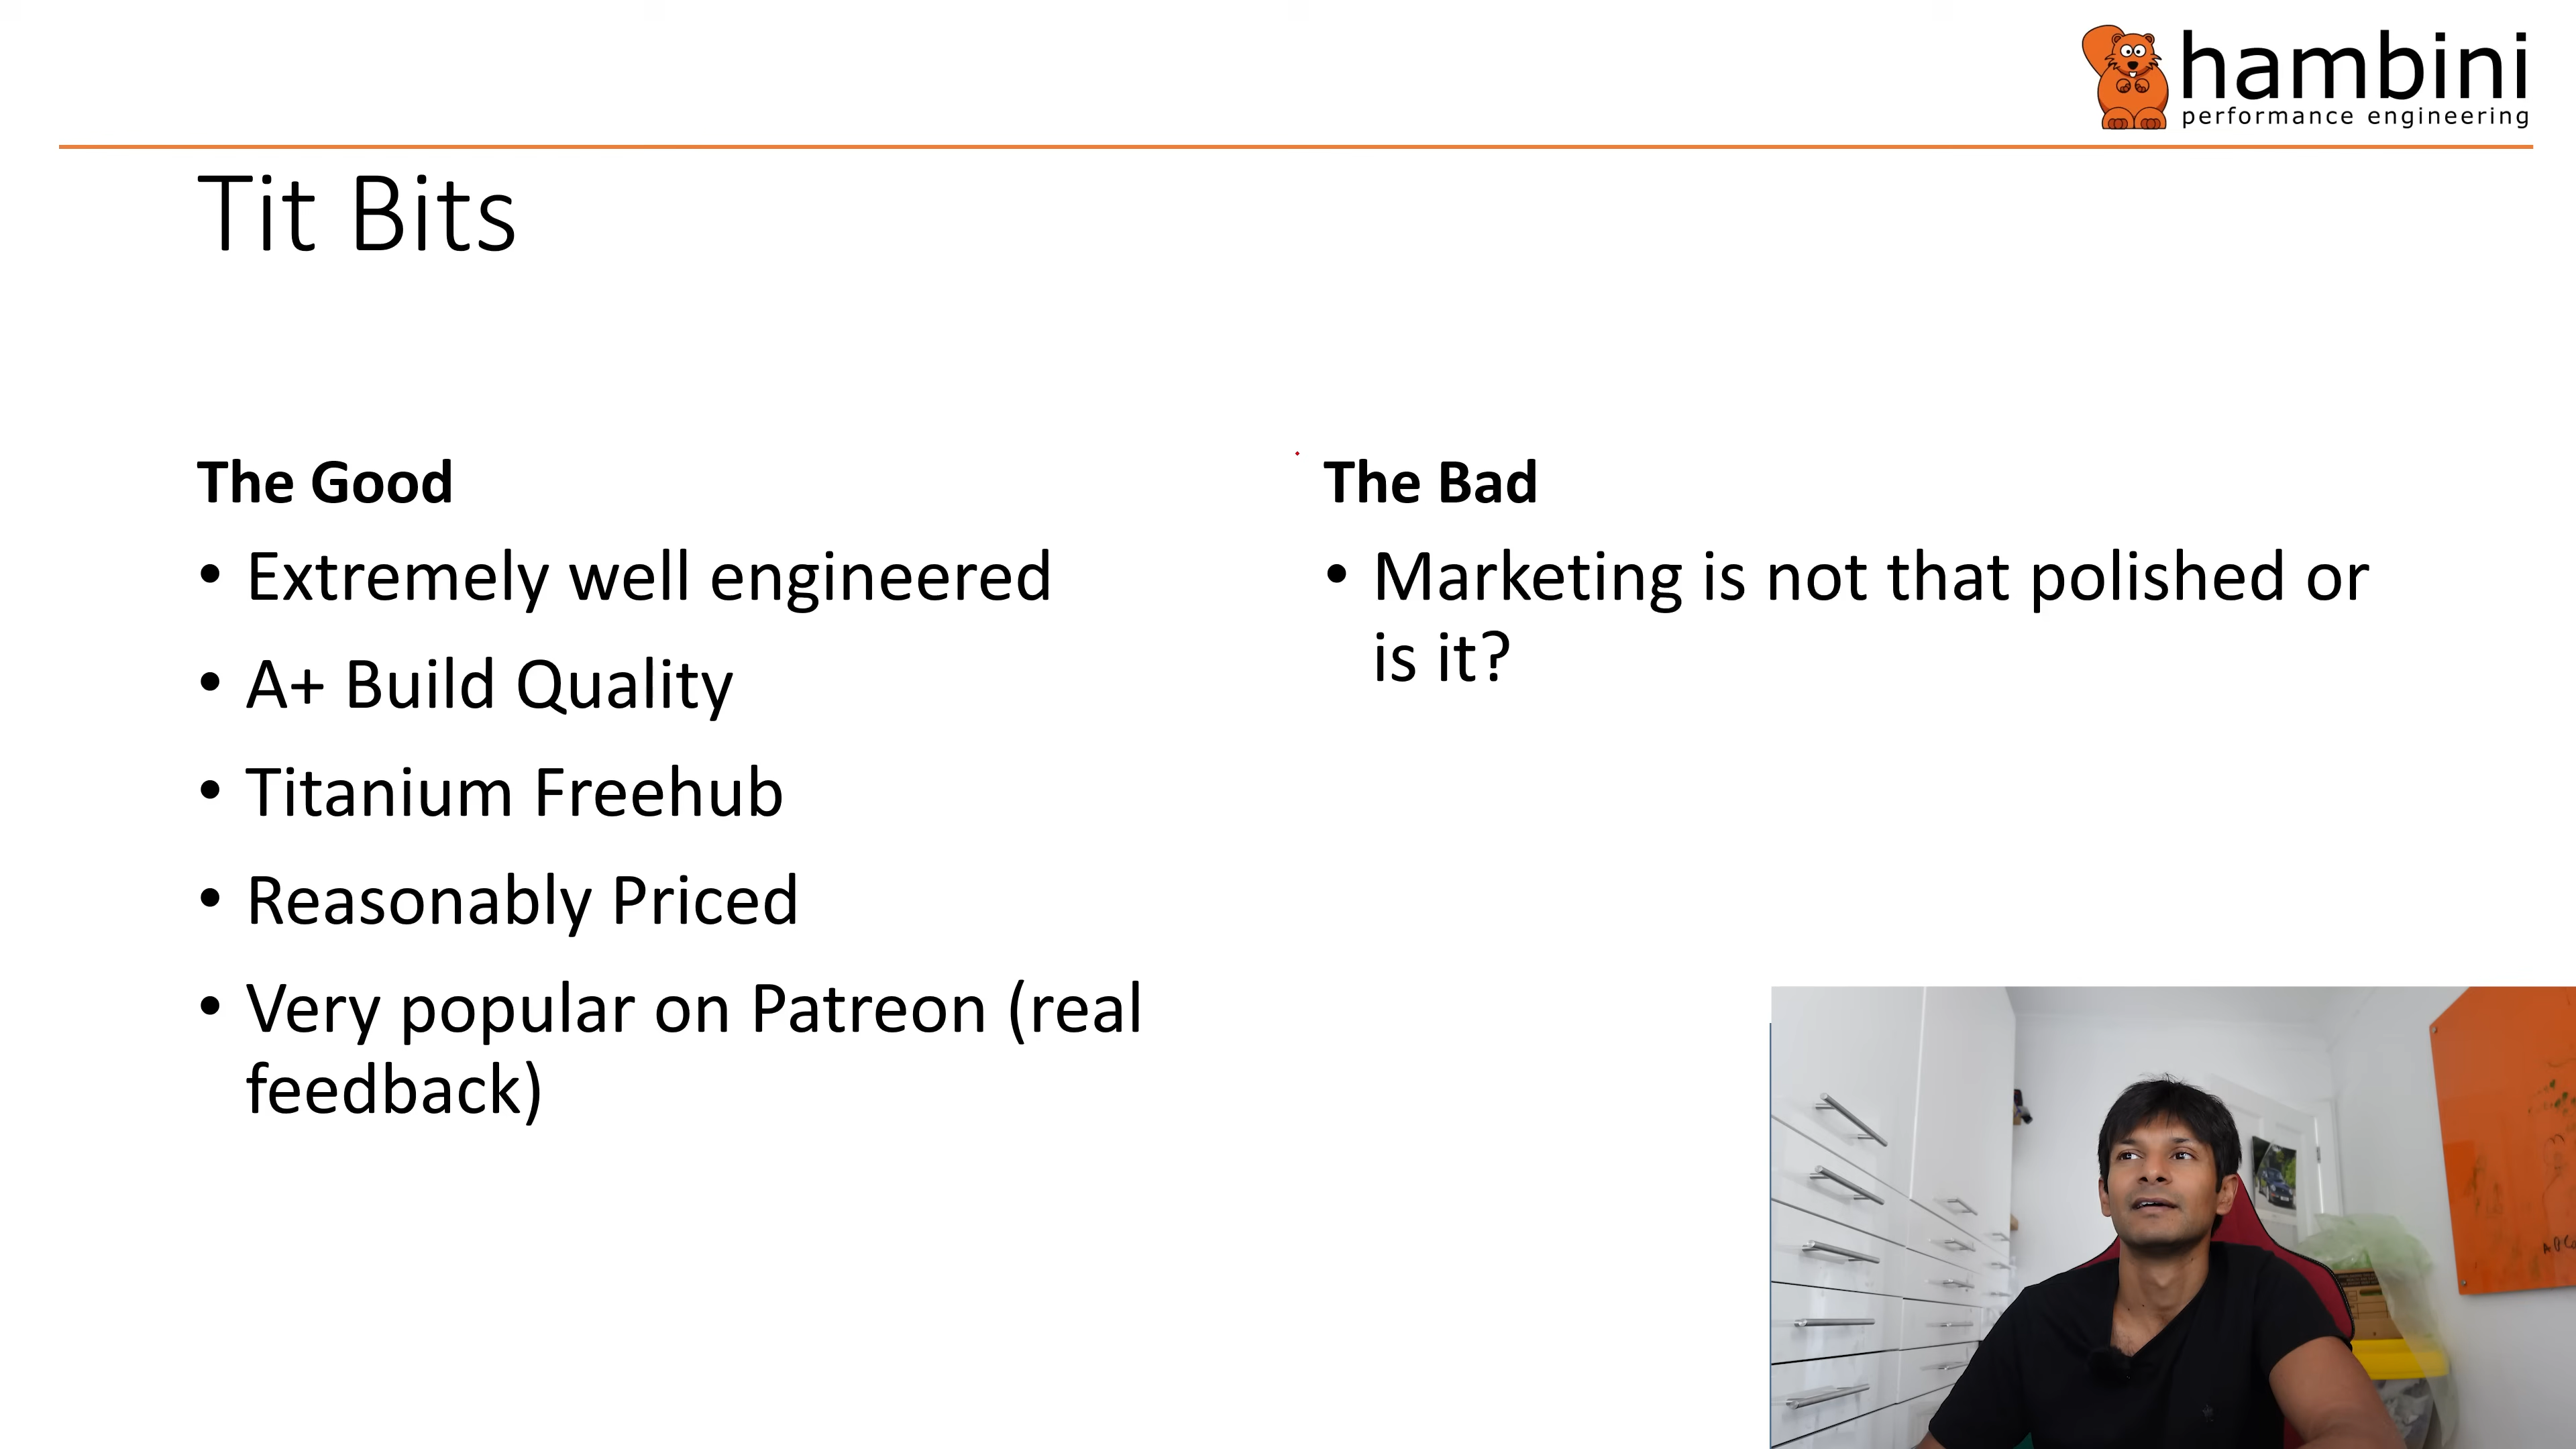 hambini
performance engineering
Tit Bits
The Good
• Extremely well engineered
• A+ Build Quality
• Titanium Freehub
• Reasonably Priced
• Very popular on Patreon (real
feedback)
The Bad
• Marketing is not that polished or
is it?